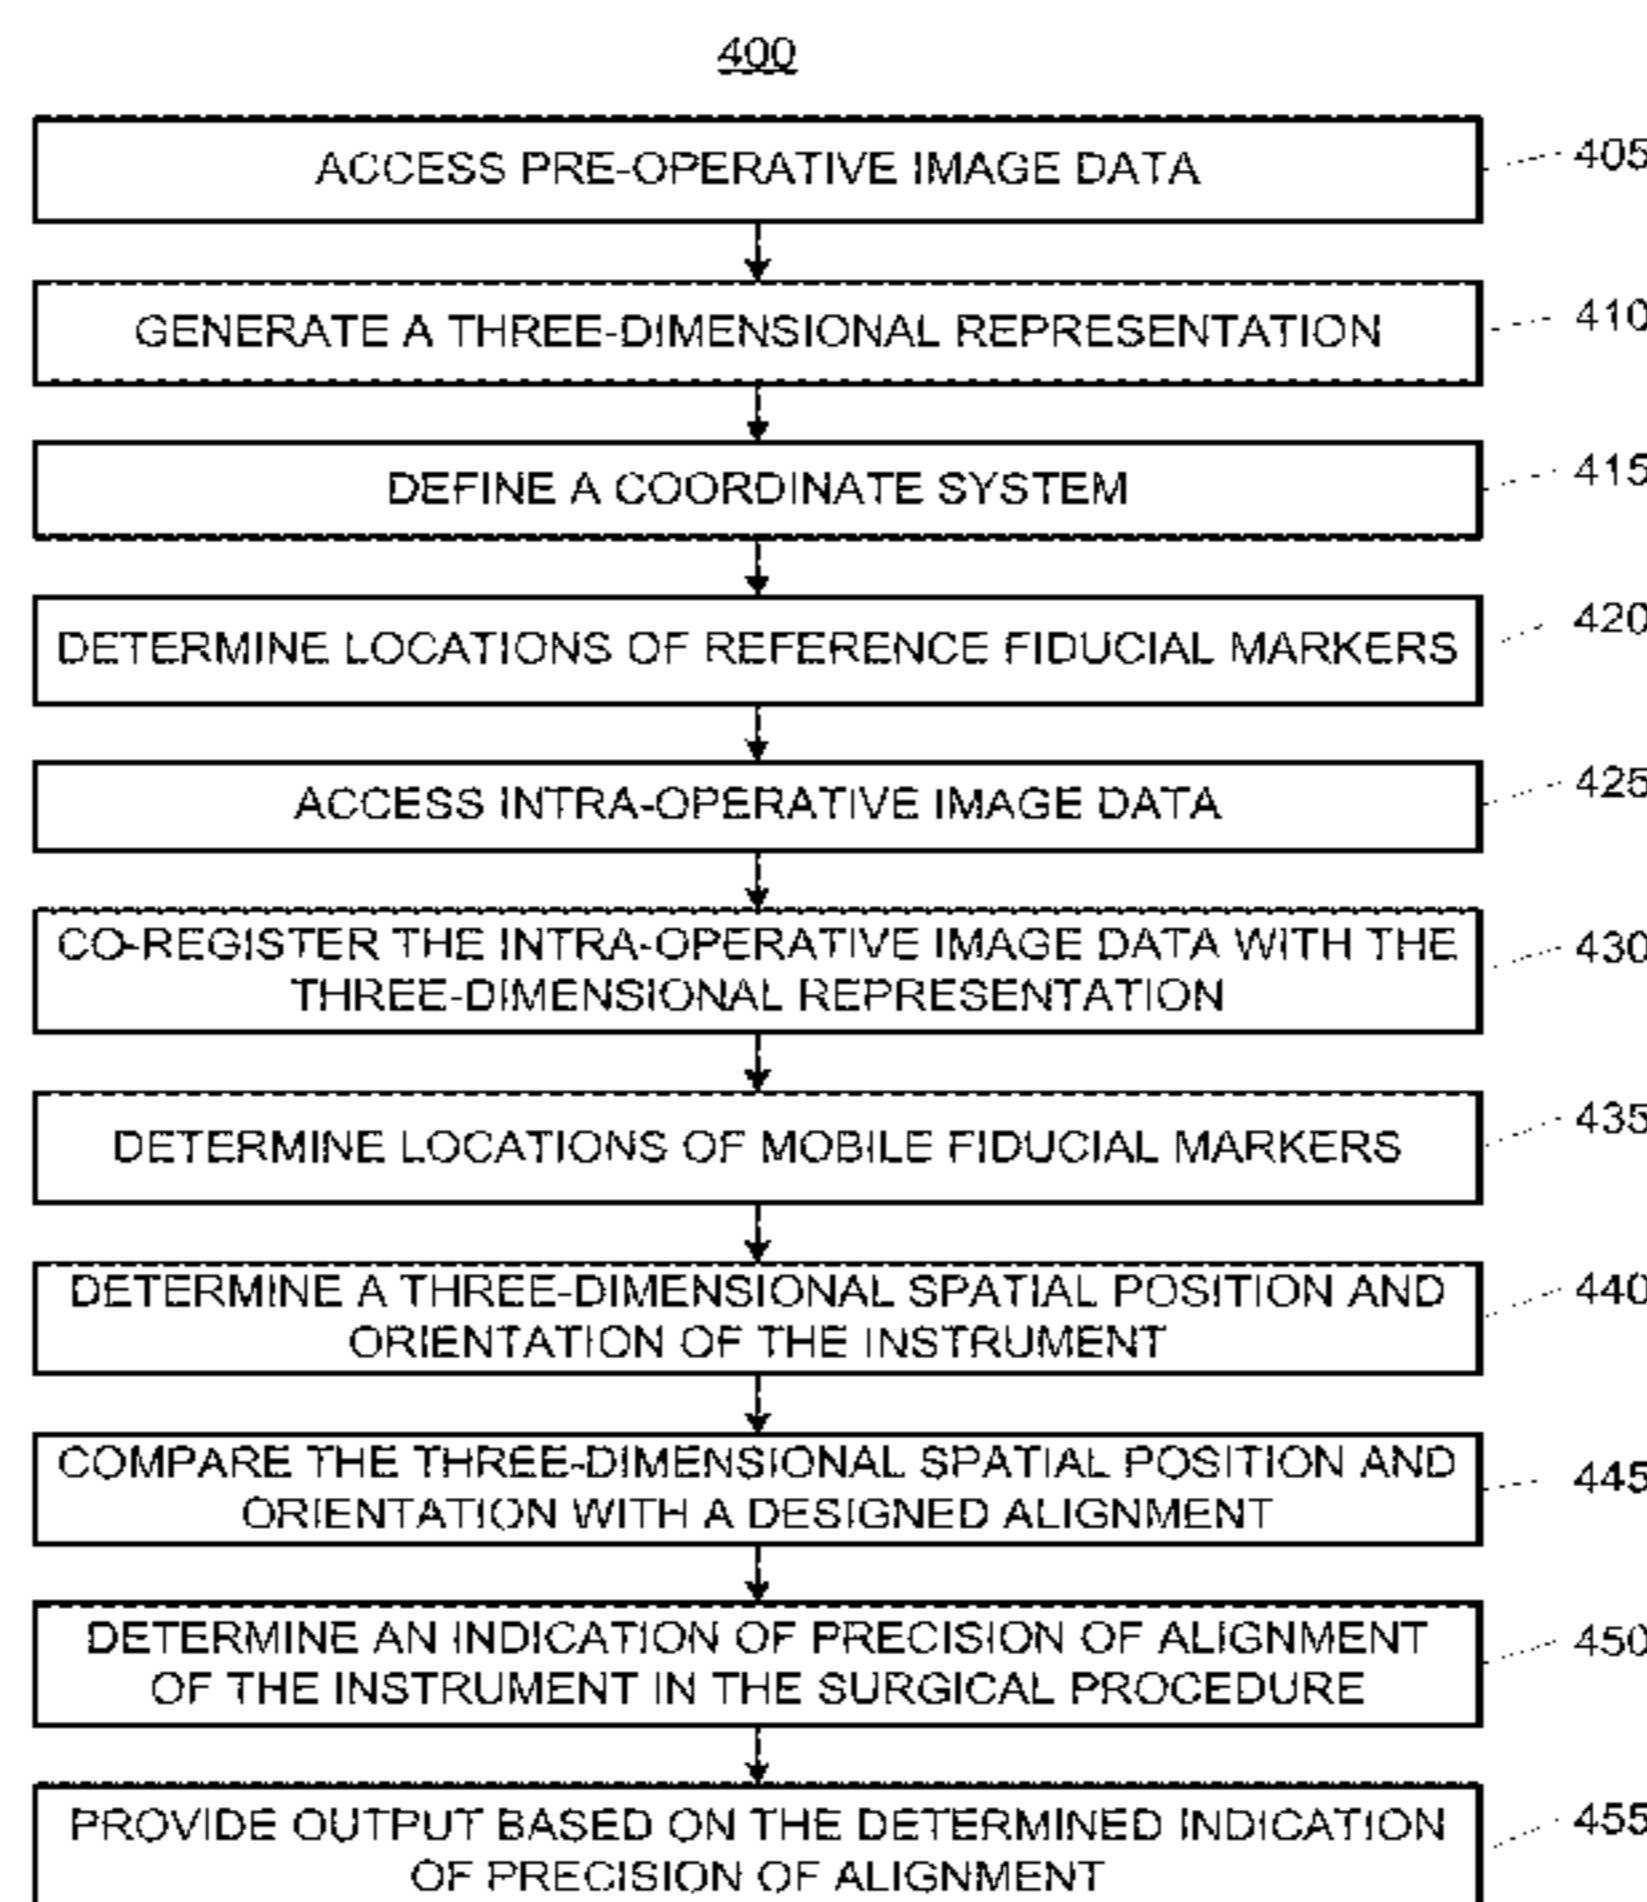 400
ACCESS PRE-OPERATIVE IMAGE DATA
405
GENERATE A THREE-DIMENSIONAL REPRESENTATION
410
DEFINE A COORDINATE SYSTEM
415
DETERMINE LOCATIONS OF REFERENCE FIDUCIAL MARKERS
420
ACCESS INTRA-OPERATIVE IMAGE DATA
425
CO-REGISTER THE INTRA-OPERATIVE IMAGE DATA WITH THE
THREE-DIMENSIONAL REPRESENTATION
430
DETERMINE LOCATIONS OF MOBILE FIDUCIAL MARKERS
435
DETERMINE A THREE-DIMENSIONAL SPATIAL POSITION AND
ORIENTATION OF THE INSTRUMENT
440
COMPARE THE THREE-DIMENSIONAL SPATIAL POSITION AND
ORIENTATION WITH A DESIGNED ALIGNMENT
445
DETERMINE AN INDICATION OF PRECISION OF ALIGNMENT
OF THE INSTRUMENT IN THE SURGICAL PROCEDURE
450
PROVIDE OUTPUT BASED ON THE DETERMINED INDICATION
OF PRECISION OF ALIGNMENT
455